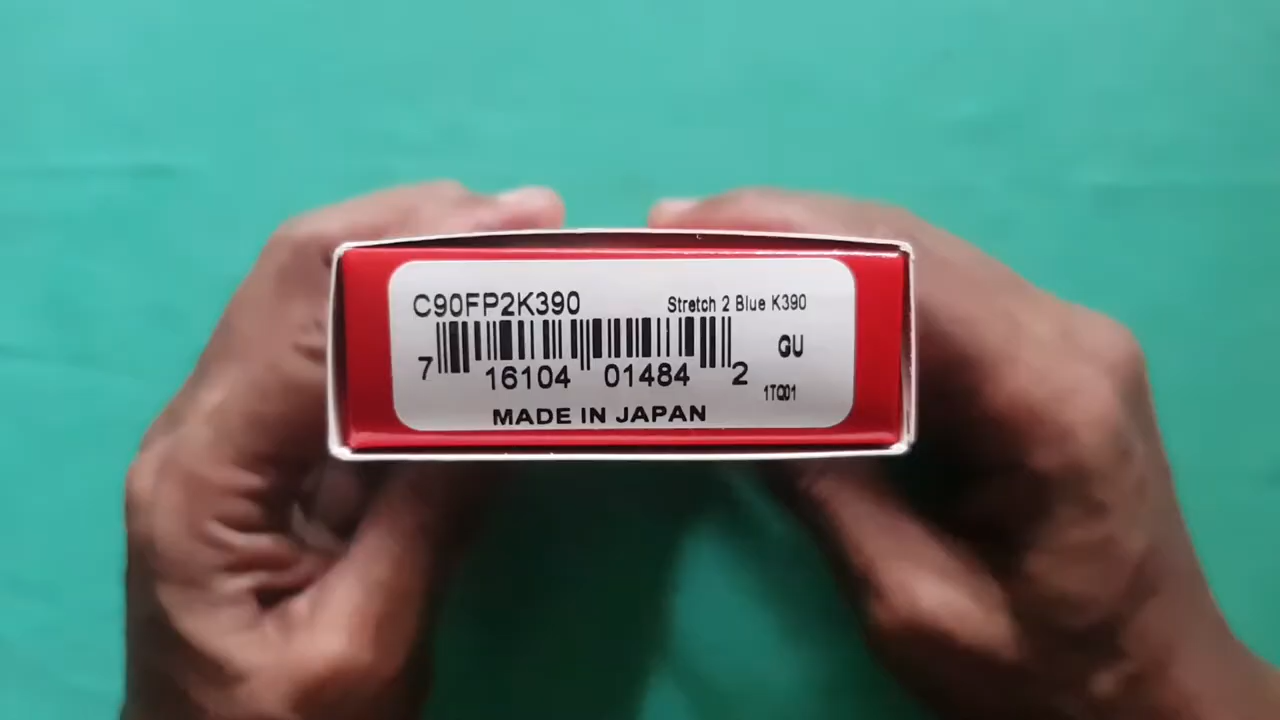 C90FP2K390
Stretch 2 Blue K390
GU
7 16104 01484 2
1TQ01
MADE IN JAPAN